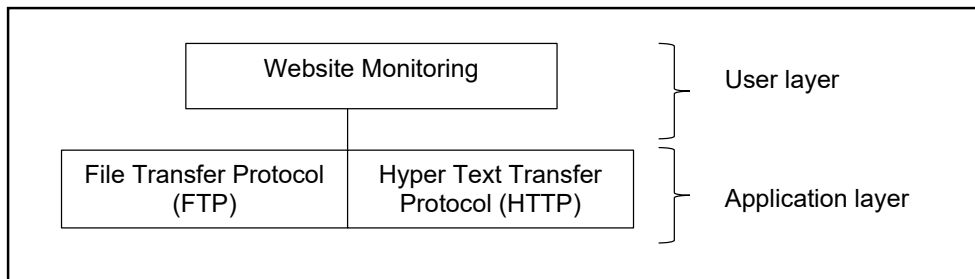 Website Monitoring
User layer
File Transfer Protocol
(FTP)
Hyper Text Transfer
Protocol (HTTP)
Application layer